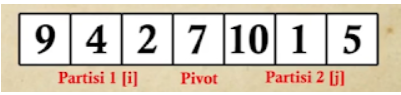 9 4 2 7 10 1 5
Partisi 1 [i] Pivot Partisi 2 [j]